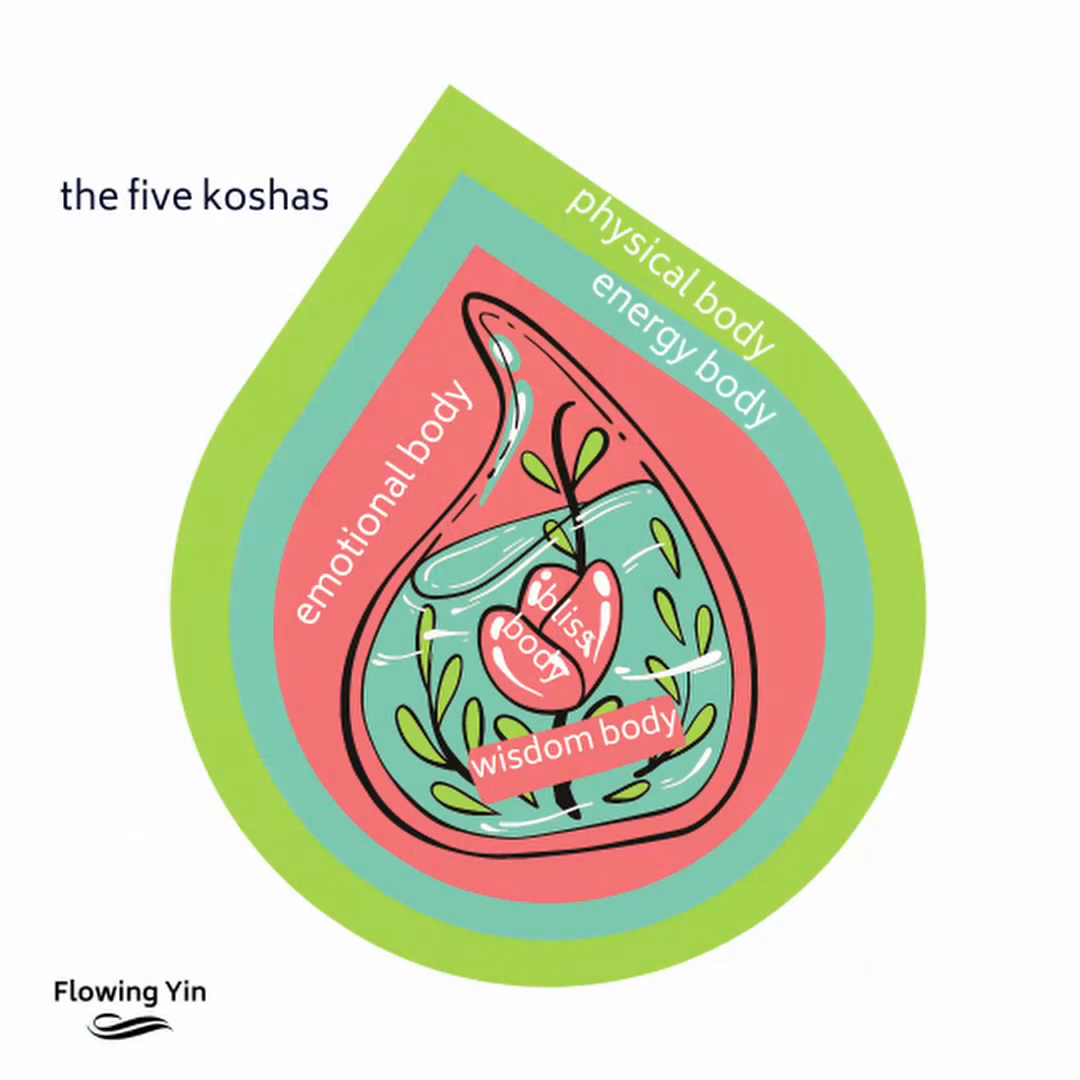 the five koshas
physical body
energy body
emotional body
bliss
body
wisdom body
Flowing Yin